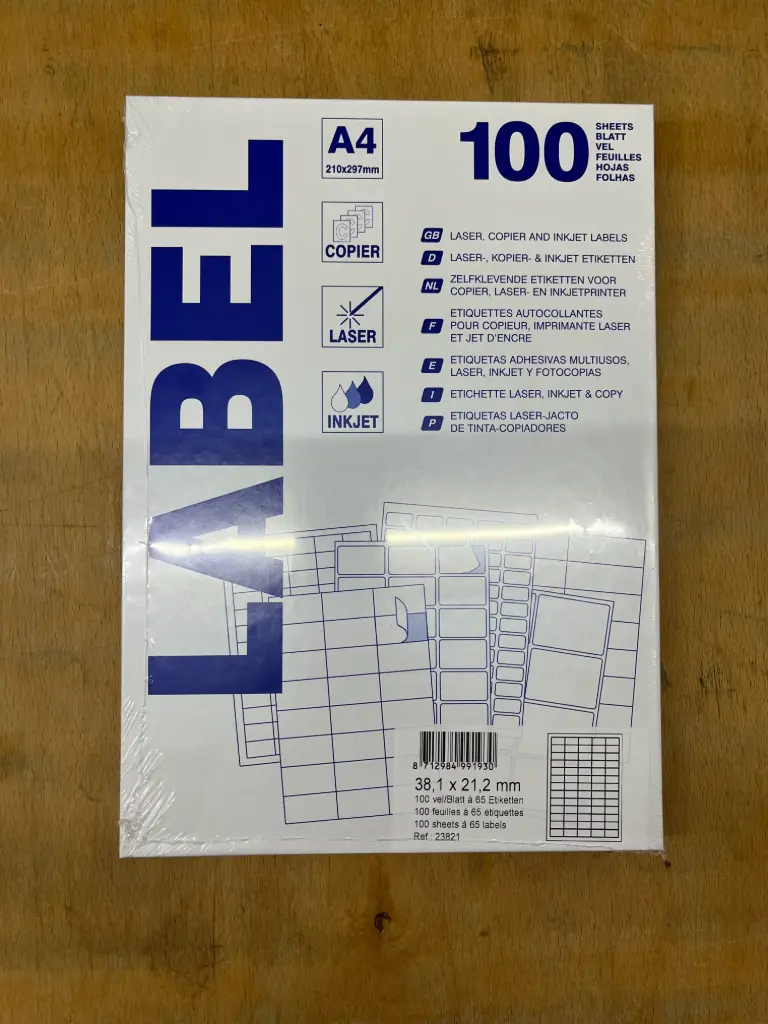 LABEL
A4
210x297mm
COPIER
LASER
INKJET
100
SHEETS
BLATT
VEL
FEUILLES
HOJAS
FOLHAS
GB LASER, COPIER AND INKJET LABELS
D LASER-, KOPIER- & INKJET ETIKETTEN
NL ZELFKLEVENDE ETIKETTEN VOOR
COPIER, LASER- EN INKJETPRINTER
F ETIQUETTES AUTOCOLLANTES
POUR COPIEUR, IMPRIMANTE LASER
ET JET D'ENCRE
E ETIQUETAS ADHESIVAS MULTIUSOS,
LASER, INKJET Y FOTOCOPIAS
I ETICHETTE LASER, INKJET & COPY
P ETIQUETAS LASER-JACTO
DE TINTA-COPIADORES
8 712984 991930
38,1 x 21,2 mm
100 vel/Blatt à 65 Etiketten
100 feuilles à 65 etiquettes
100 sheets à 65 labels
Ref.: 23821